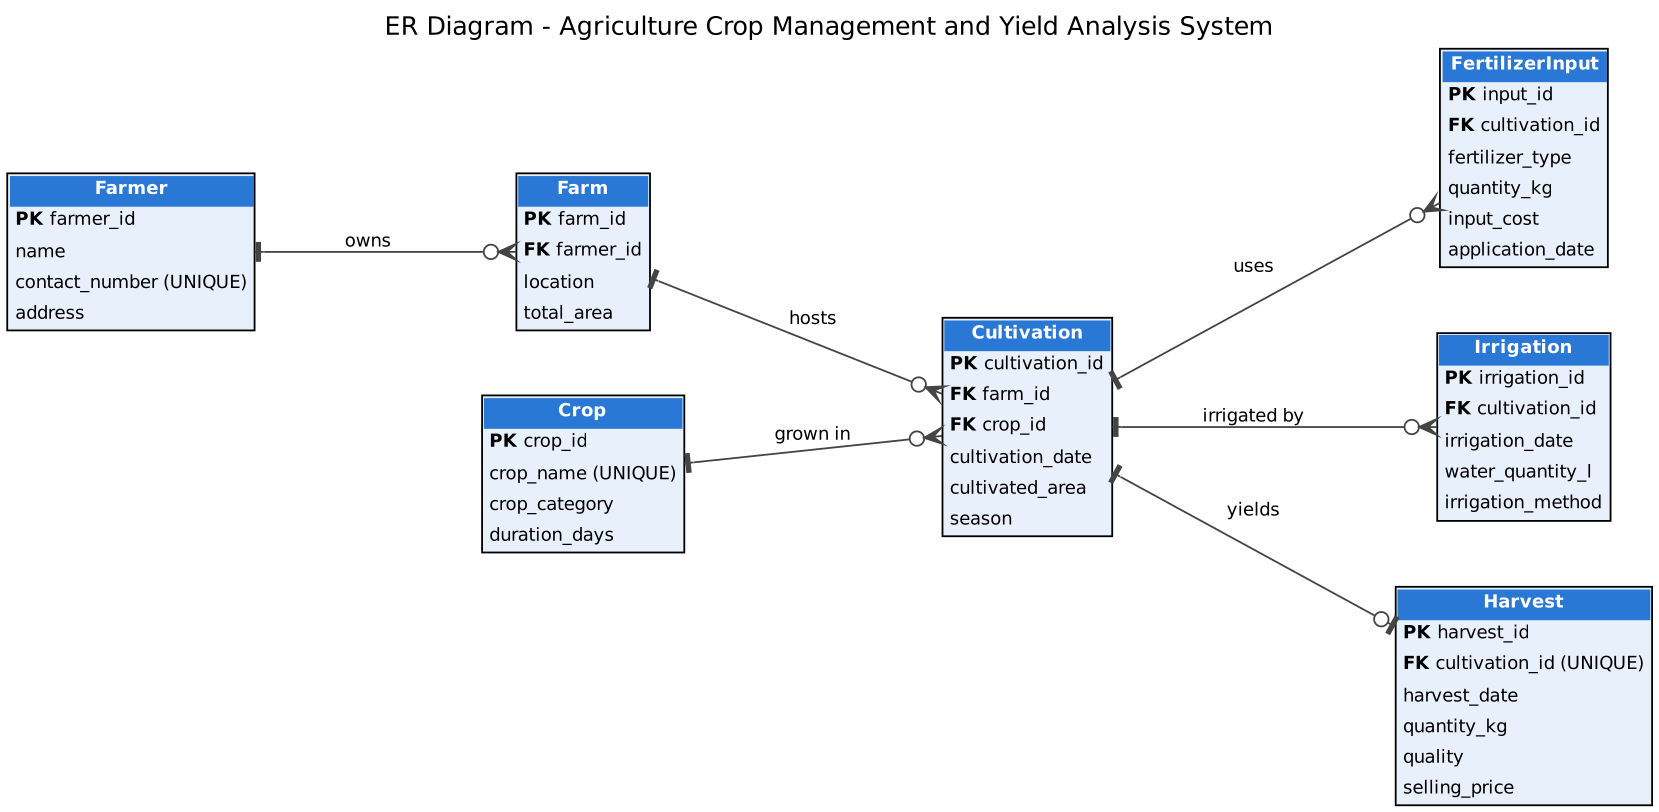 ER Diagram - Agriculture Crop Management and Yield Analysis System
Farmer
PK farmer_id
name
contact_number (UNIQUE)
address
owns
Farm
PK farm_id
FK farmer_id
location
total_area
hosts
Crop
PK crop_id
crop_name (UNIQUE)
crop_category
duration_days
grown in
Cultivation
PK cultivation_id
FK farm_id
FK crop_id
cultivation_date
cultivated_area
season
uses
irrigated by
yields
FertilizerInput
PK input_id
FK cultivation_id
fertilizer_type
quantity_kg
input_cost
application_date
Irrigation
PK irrigation_id
FK cultivation_id
irrigation_date
water_quantity_l
irrigation_method
Harvest
PK harvest_id
FK cultivation_id (UNIQUE)
harvest_date
quantity_kg
quality
selling_price